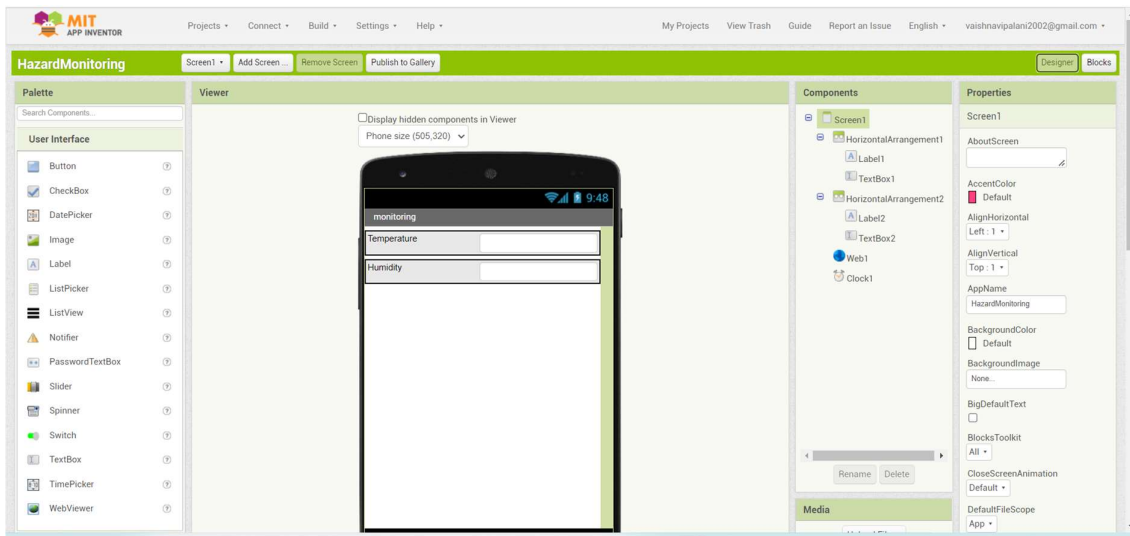 MIT
APP INVENTOR
Projects Connect Build Settings Help My Projects View Trash Guide Report an Issue English vaishnavipalani2002@gmail.com
HazardMonitoring Screen1 Add Screen ... Remove Screen Publish to Gallery Designer Blocks
Palette
Search Components...
User Interface
Button
CheckBox
DatePicker
Image
Label
ListPicker
ListView
Notifier
PasswordTextBox
Slider
Spinner
Switch
TextBox
TimePicker
WebViewer
Viewer
Display hidden components in Viewer
Phone size (505,320)
9:48
monitoring
Temperature
Humidity
Components
Screen1
HorizontalArrangement1
Label1
TextBox1
HorizontalArrangement2
Label2
TextBox2
Web1
Clock1
Rename Delete
Media
Properties
Screen1
AboutScreen
AccentColor
Default
AlignHorizontal
Left : 1
AlignVertical
Top : 1
AppName
HazardMonitoring
BackgroundColor
Default
BackgroundImage
None...
BigDefaultText
BlocksToolkit
All
CloseScreenAnimation
Default
DefaultFileScope
App